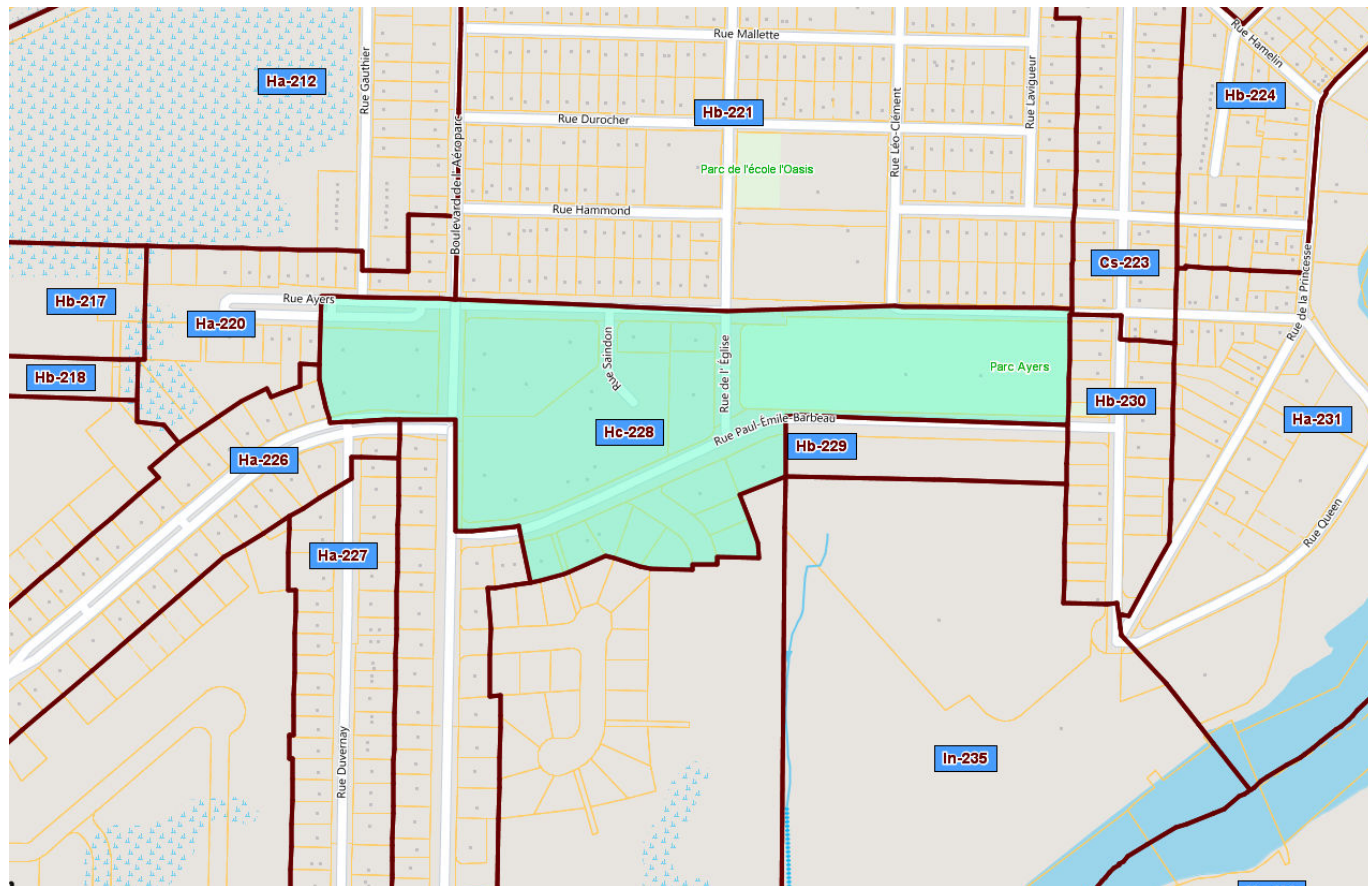 Rue Mallette
Rue Hamelin
Rue Gauthier
Ha-212
Rue Lavigueur
Hb-224
Hb-221
Rue Durocher
Boulevard de l' Aéroparc
Rue Léo-Clément
Parc de l'école l'Oasis
Rue Hammond
Cs-223
Rue de la Princesse
Hb-217
Rue Ayers
Ha-220
Rue Saindon
Rue de l' Église
Parc Ayers
Hb-218
Hb-230
Ha-231
Hc-228
Rue Paul-Émile-Barbeau
Hb-229
Ha-226
Rue Queen
Ha-227
Rue Duvernay
In-235